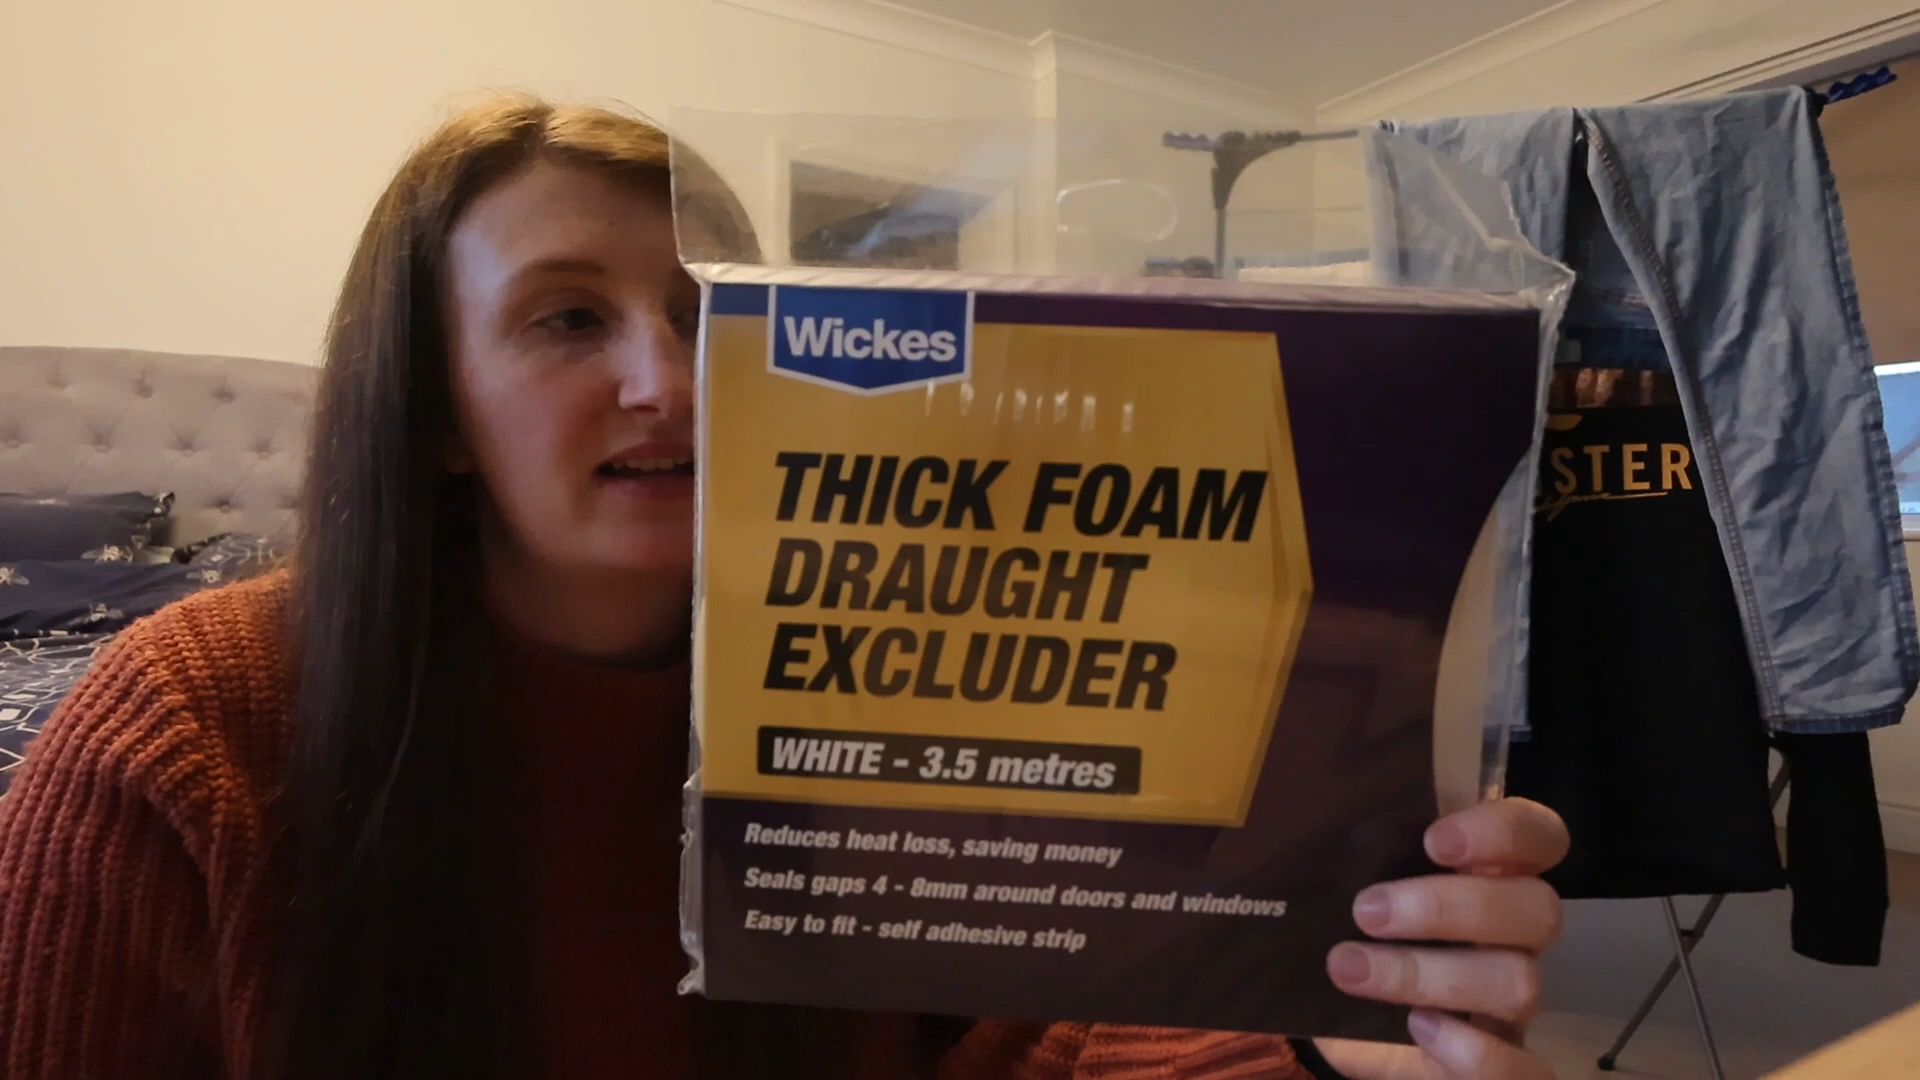 Wickes
THICK FOAM
DRAUGHT
EXCLUDER
WHITE - 3.5 metres
Reduces heat loss, saving money
Seals gaps 4 - 8mm around doors and windows
Easy to fit - self adhesive strip
STER